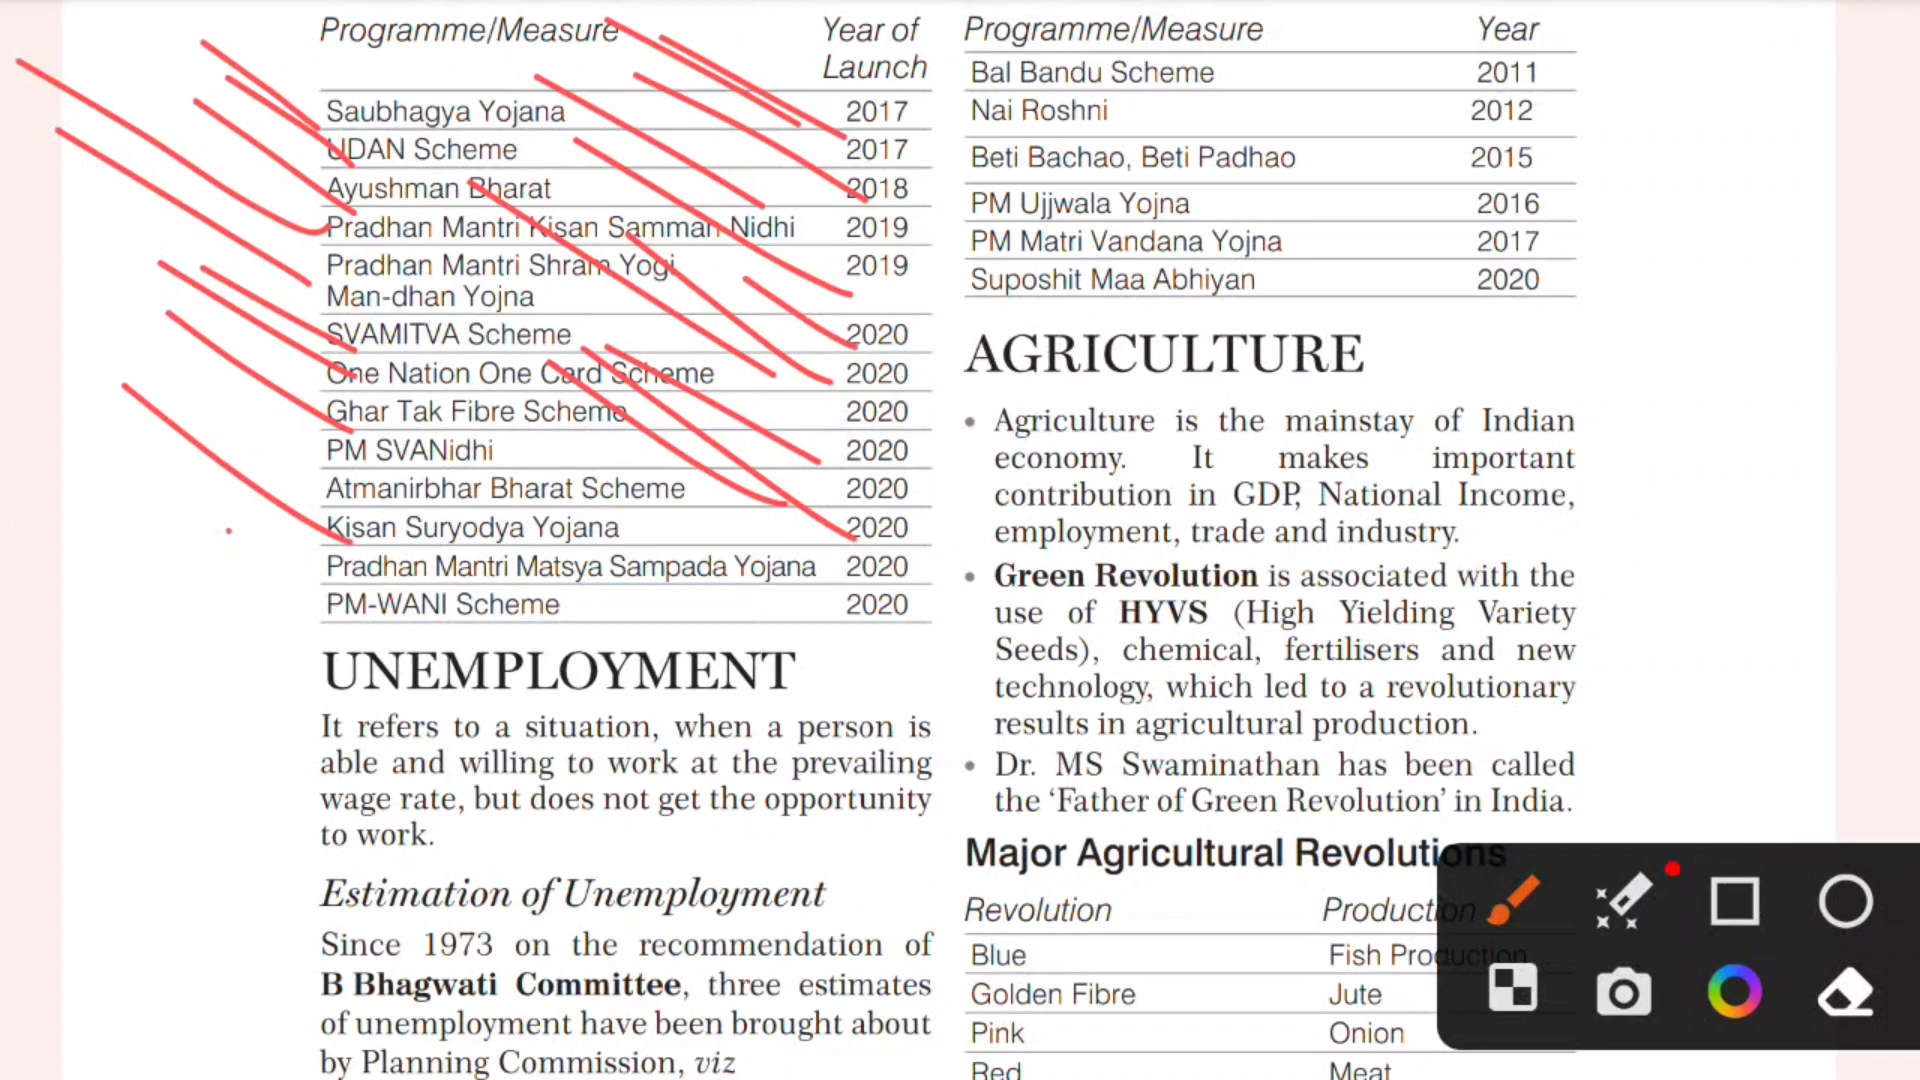 Programme/Measure Year of
Launch
Saubhagya Yojana 2017
UDAN Scheme 2017
Ayushman Bharat 2018
Pradhan Mantri Kisan Samman Nidhi 2019
Pradhan Mantri Shram Yogi 2019
Man-dhan Yojna
SVAMITVA Scheme 2020
One Nation One Card Scheme 2020
Ghar Tak Fibre Scheme 2020
PM SVANidhi 2020
Atmanirbhar Bharat Scheme 2020
Kisan Suryodya Yojana 2020
Pradhan Mantri Matsya Sampada Yojana 2020
PM-WANI Scheme 2020
UNEMPLOYMENT
It refers to a situation, when a person is
able and willing to work at the prevailing
wage rate, but does not get the opportunity
to work.
Estimation of Unemployment
Since 1973 on the recommendation of
B Bhagwati Committee, three estimates
of unemployment have been brought about
by Planning Commission, viz
Programme/Measure Year
Bal Bandu Scheme 2011
Nai Roshni 2012
Beti Bachao, Beti Padhao 2015
PM Ujjwala Yojna 2016
PM Matri Vandana Yojna 2017
Suposhit Maa Abhiyan 2020
AGRICULTURE
• Agriculture is the mainstay of Indian
economy. It makes important
contribution in GDP, National Income,
employment, trade and industry.
• Green Revolution is associated with the
use of HYVS (High Yielding Variety
Seeds), chemical, fertilisers and new
technology, which led to a revolutionary
results in agricultural production.
• Dr. MS Swaminathan has been called
the ‘Father of Green Revolution’ in India.
Major Agricultural Revolutions
Revolution Production
Blue Fish Production
Golden Fibre Jute
Pink Onion
Red Meat